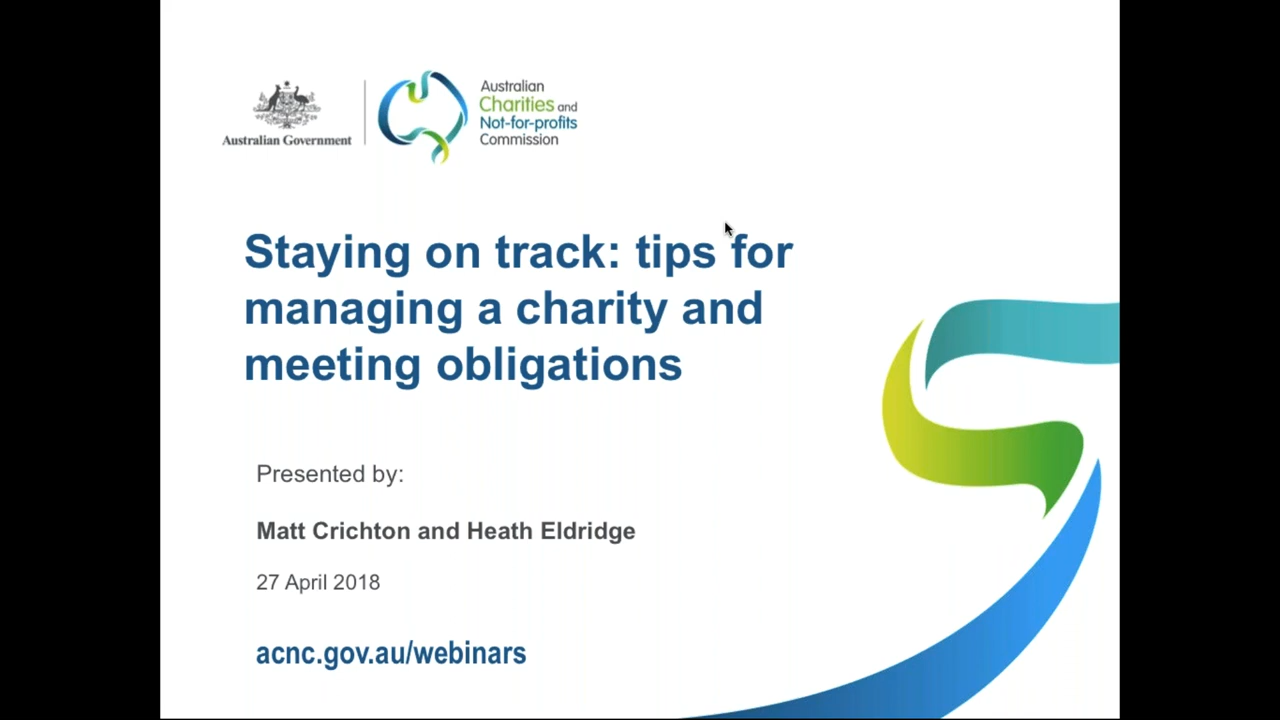 Australian Government
Australian
Charities and
Not-for-profits
Commission
Staying on track: tips for
managing a charity and
meeting obligations
Presented by:
Matt Crichton and Heath Eldridge
27 April 2018
acnc.gov.au/webinars